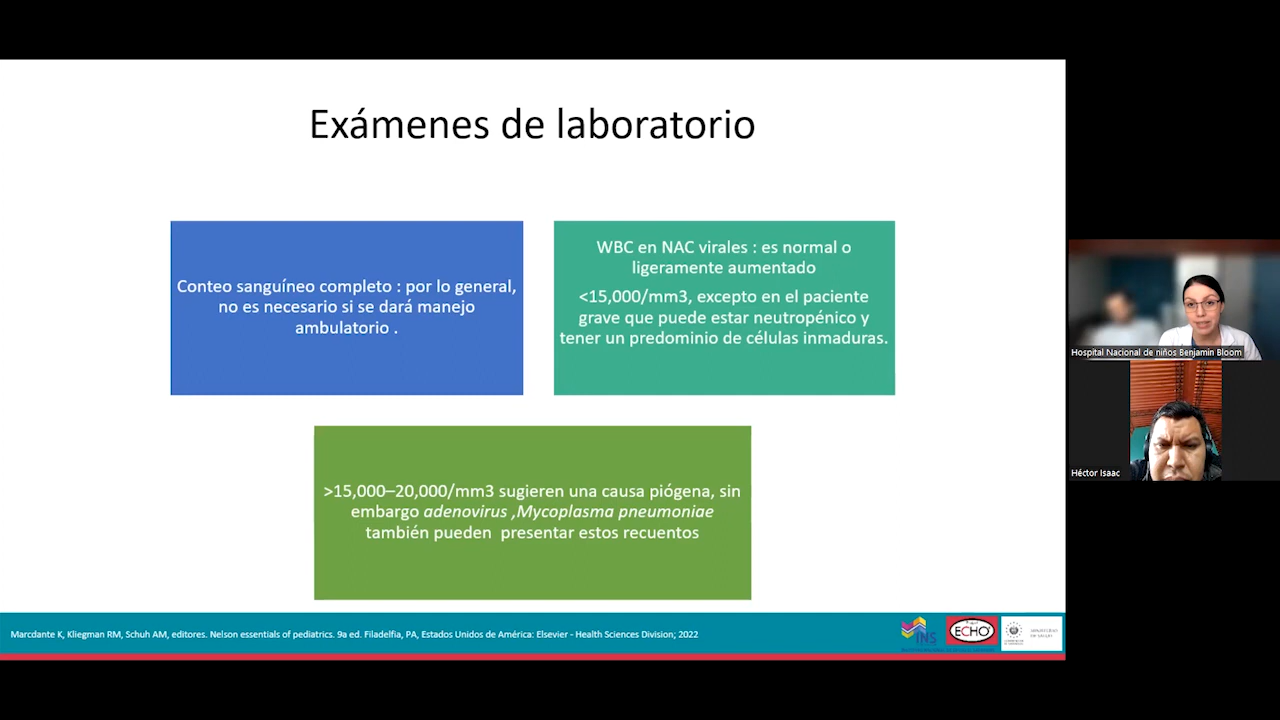 Exámenes de laboratorio
Conteo sanguíneo completo : por lo general,
no es necesario si se dará manejo
ambulatorio .
WBC en NAC virales : es normal o
ligeramente aumentado
<15,000/mm3, excepto en el paciente
grave que puede estar neutropénico y
tener un predominio de células inmaduras.
>15,000–20,000/mm3 sugieren una causa piógena, sin
embargo adenovirus ,Mycoplasma pneumoniae
también pueden  presentar estos recuentos
Hospital Nacional de niños Benjamin Bloom
Héctor Isaac
Marcdante K, Kliegman RM, Schuh AM, editores. Nelson essentials of pediatrics. 9a ed. Filadelfia, PA, Estados Unidos de América: Elsevier - Health Sciences Division; 2022
INS
ECHO